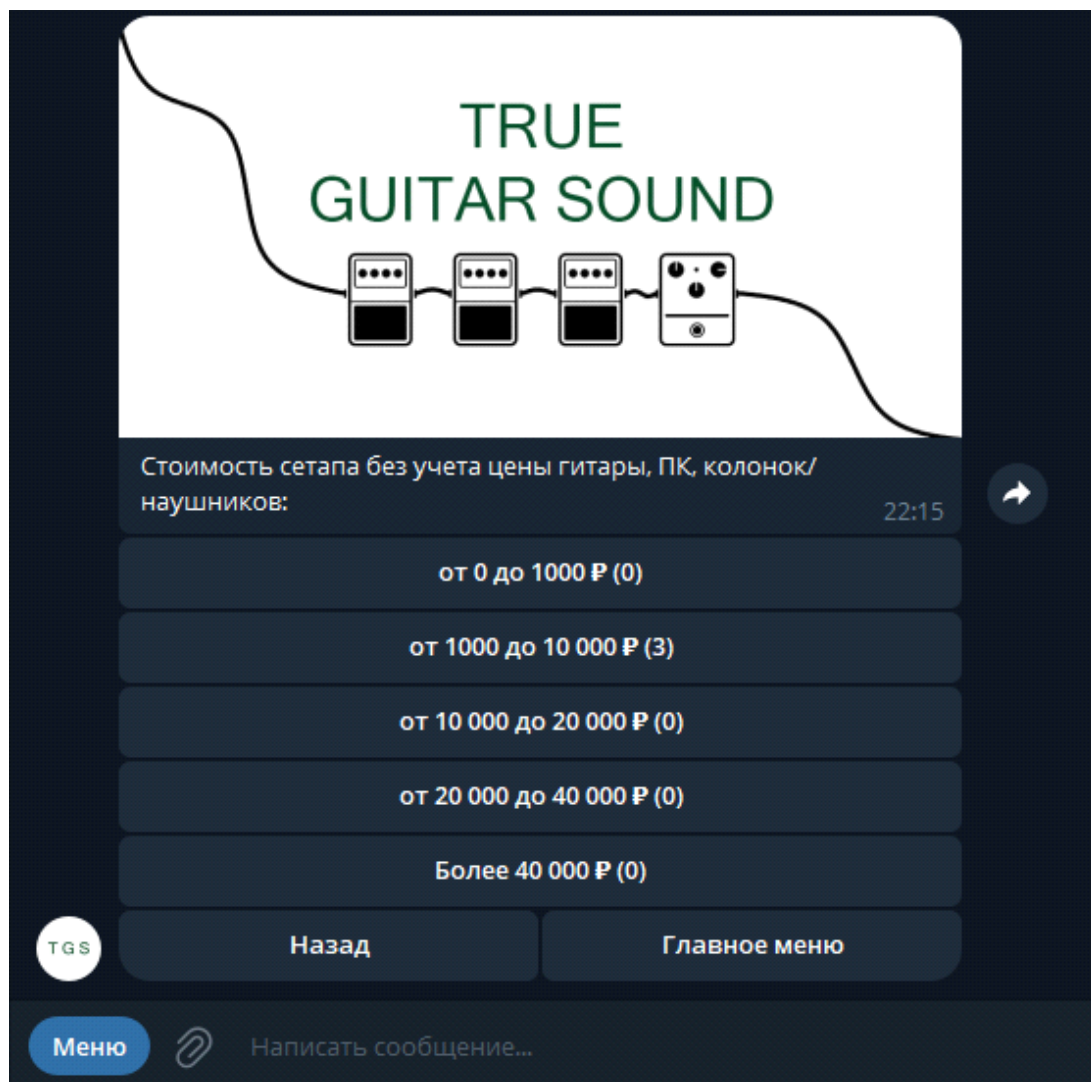 TRUE
GUITAR SOUND
Стоимость сетапа без учета цены гитары, ПК, колонок/
наушников:
22:15
от 0 до 1000 ₽ (0)
от 1000 до 10 000 ₽ (3)
от 10 000 до 20 000 ₽ (0)
от 20 000 до 40 000 ₽ (0)
Более 40 000 ₽ (0)
TGS
Назад
Главное меню
Меню
Написать сообщение...